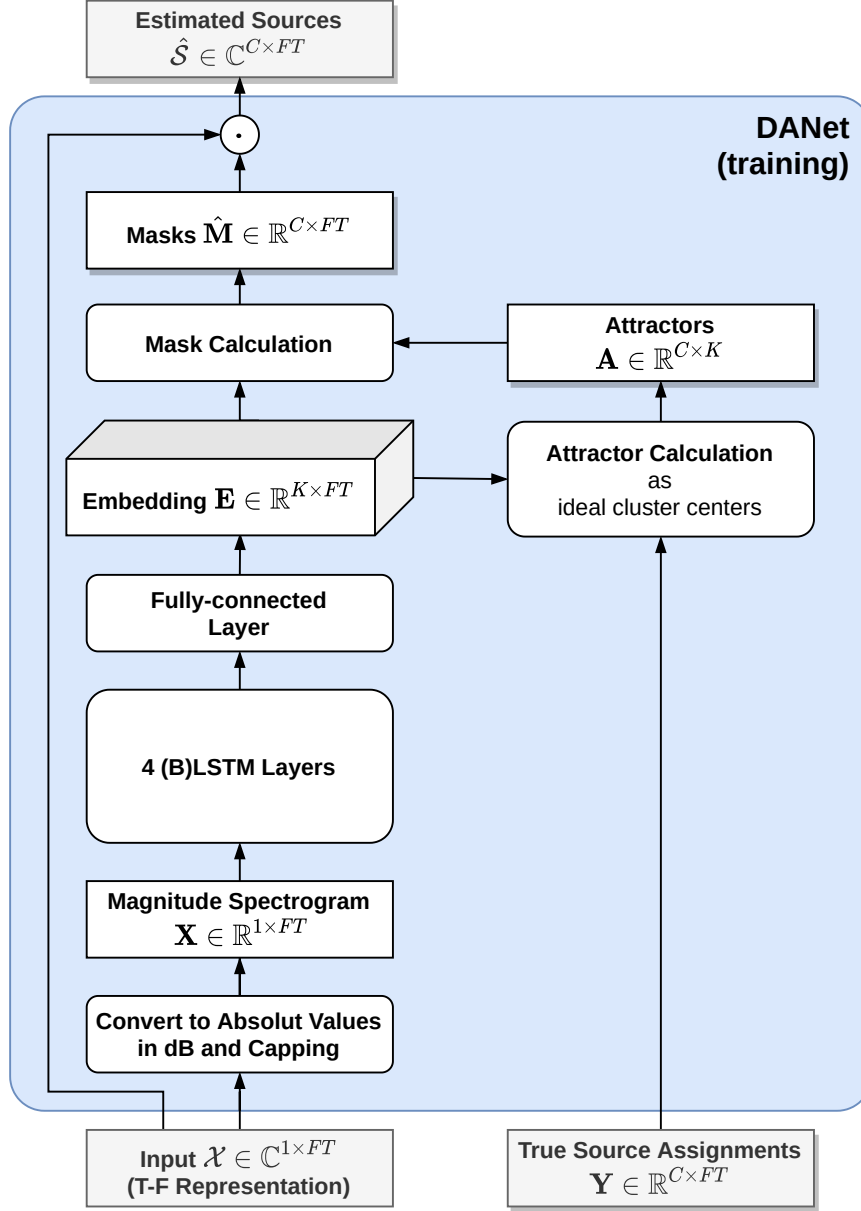 Estimated Sources
𝒮̂ ∈ ℂ^{C×FT}
DANet
(training)
Masks 𝐌̂ ∈ ℝ^{C×FT}
Mask Calculation
Attractors
𝐀 ∈ ℝ^{C×K}
Embedding 𝐄 ∈ ℝ^{K×FT}
Attractor Calculation
as
ideal cluster centers
Fully-connected
Layer
4 (B)LSTM Layers
Magnitude Spectrogram
𝐗 ∈ ℝ^{1×FT}
Convert to Absolut Values
in dB and Capping
Input 𝒳 ∈ ℂ^{1×FT}
(T-F Representation)
True Source Assignments
𝐘 ∈ ℝ^{C×FT}